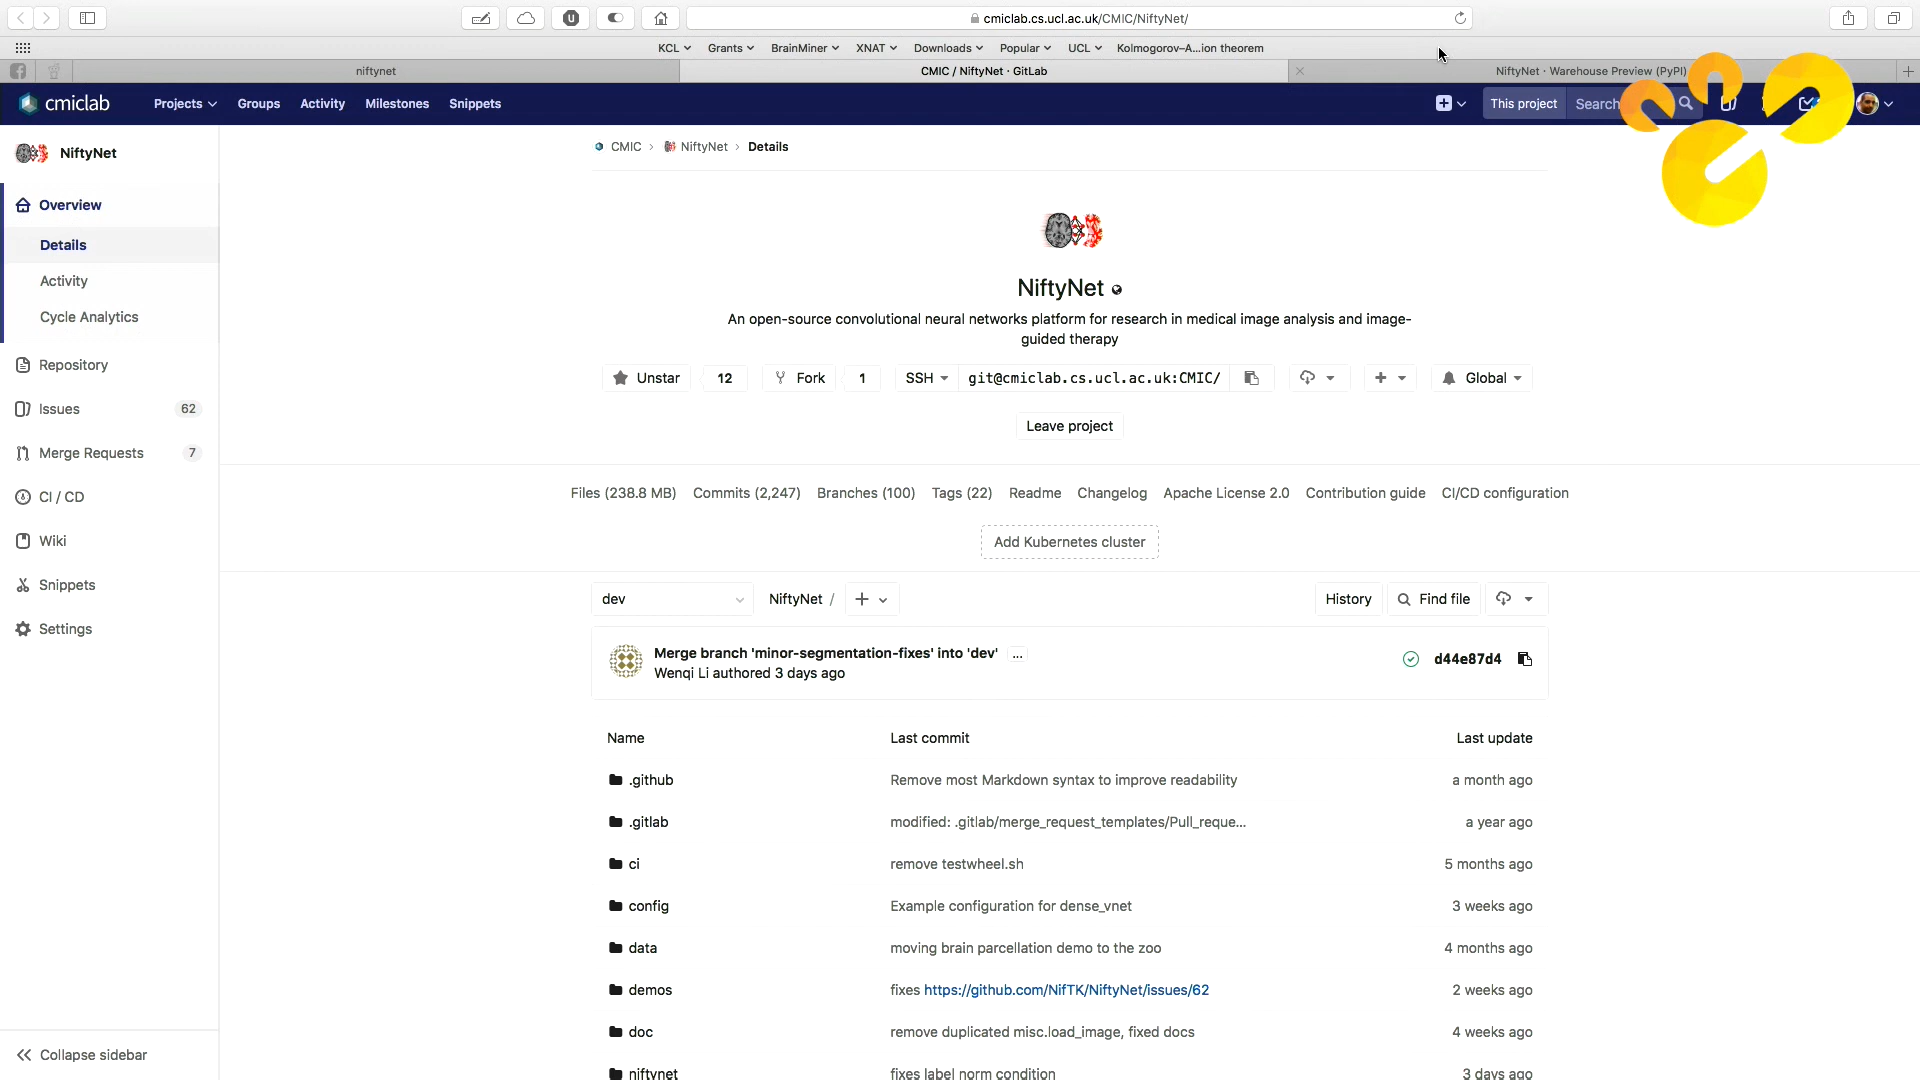 cmiclab.cs.ucl.ac.uk/CMIC/NiftyNet/
KCL Grants BrainMiner XNAT Downloads Popular UCL Kolmogorov–A...ion theorem
niftynet
CMIC / NiftyNet · GitLab
NiftyNet · Warehouse Preview (PyPI)
cmiclab Projects Groups Activity Milestones Snippets
This project Search
NiftyNet
Overview
Details
Activity
Cycle Analytics
Repository
Issues 62
Merge Requests 7
CI / CD
Wiki
Snippets
Settings
Collapse sidebar
CMIC › NiftyNet › Details
NiftyNet
An open-source convolutional neural networks platform for research in medical image analysis and image-
guided therapy
Unstar 12 Fork 1 SSH git@cmiclab.cs.ucl.ac.uk:CMIC/ + Global
Leave project
Files (238.8 MB) Commits (2,247) Branches (100) Tags (22) Readme Changelog Apache License 2.0 Contribution guide CI/CD configuration
Add Kubernetes cluster
dev NiftyNet / + History Find file
Merge branch 'minor-segmentation-fixes' into 'dev' ...
Wenqi Li authored 3 days ago
d44e87d4
Name Last commit Last update
.github Remove most Markdown syntax to improve readability a month ago
.gitlab modified: .gitlab/merge_request_templates/Pull_reque... a year ago
ci remove testwheel.sh 5 months ago
config Example configuration for dense_vnet 3 weeks ago
data moving brain parcellation demo to the zoo 4 months ago
demos fixes https://github.com/NifTK/NiftyNet/issues/62 2 weeks ago
doc remove duplicated misc.load_image, fixed docs 4 weeks ago
niftynet fixes label norm condition 3 days ago